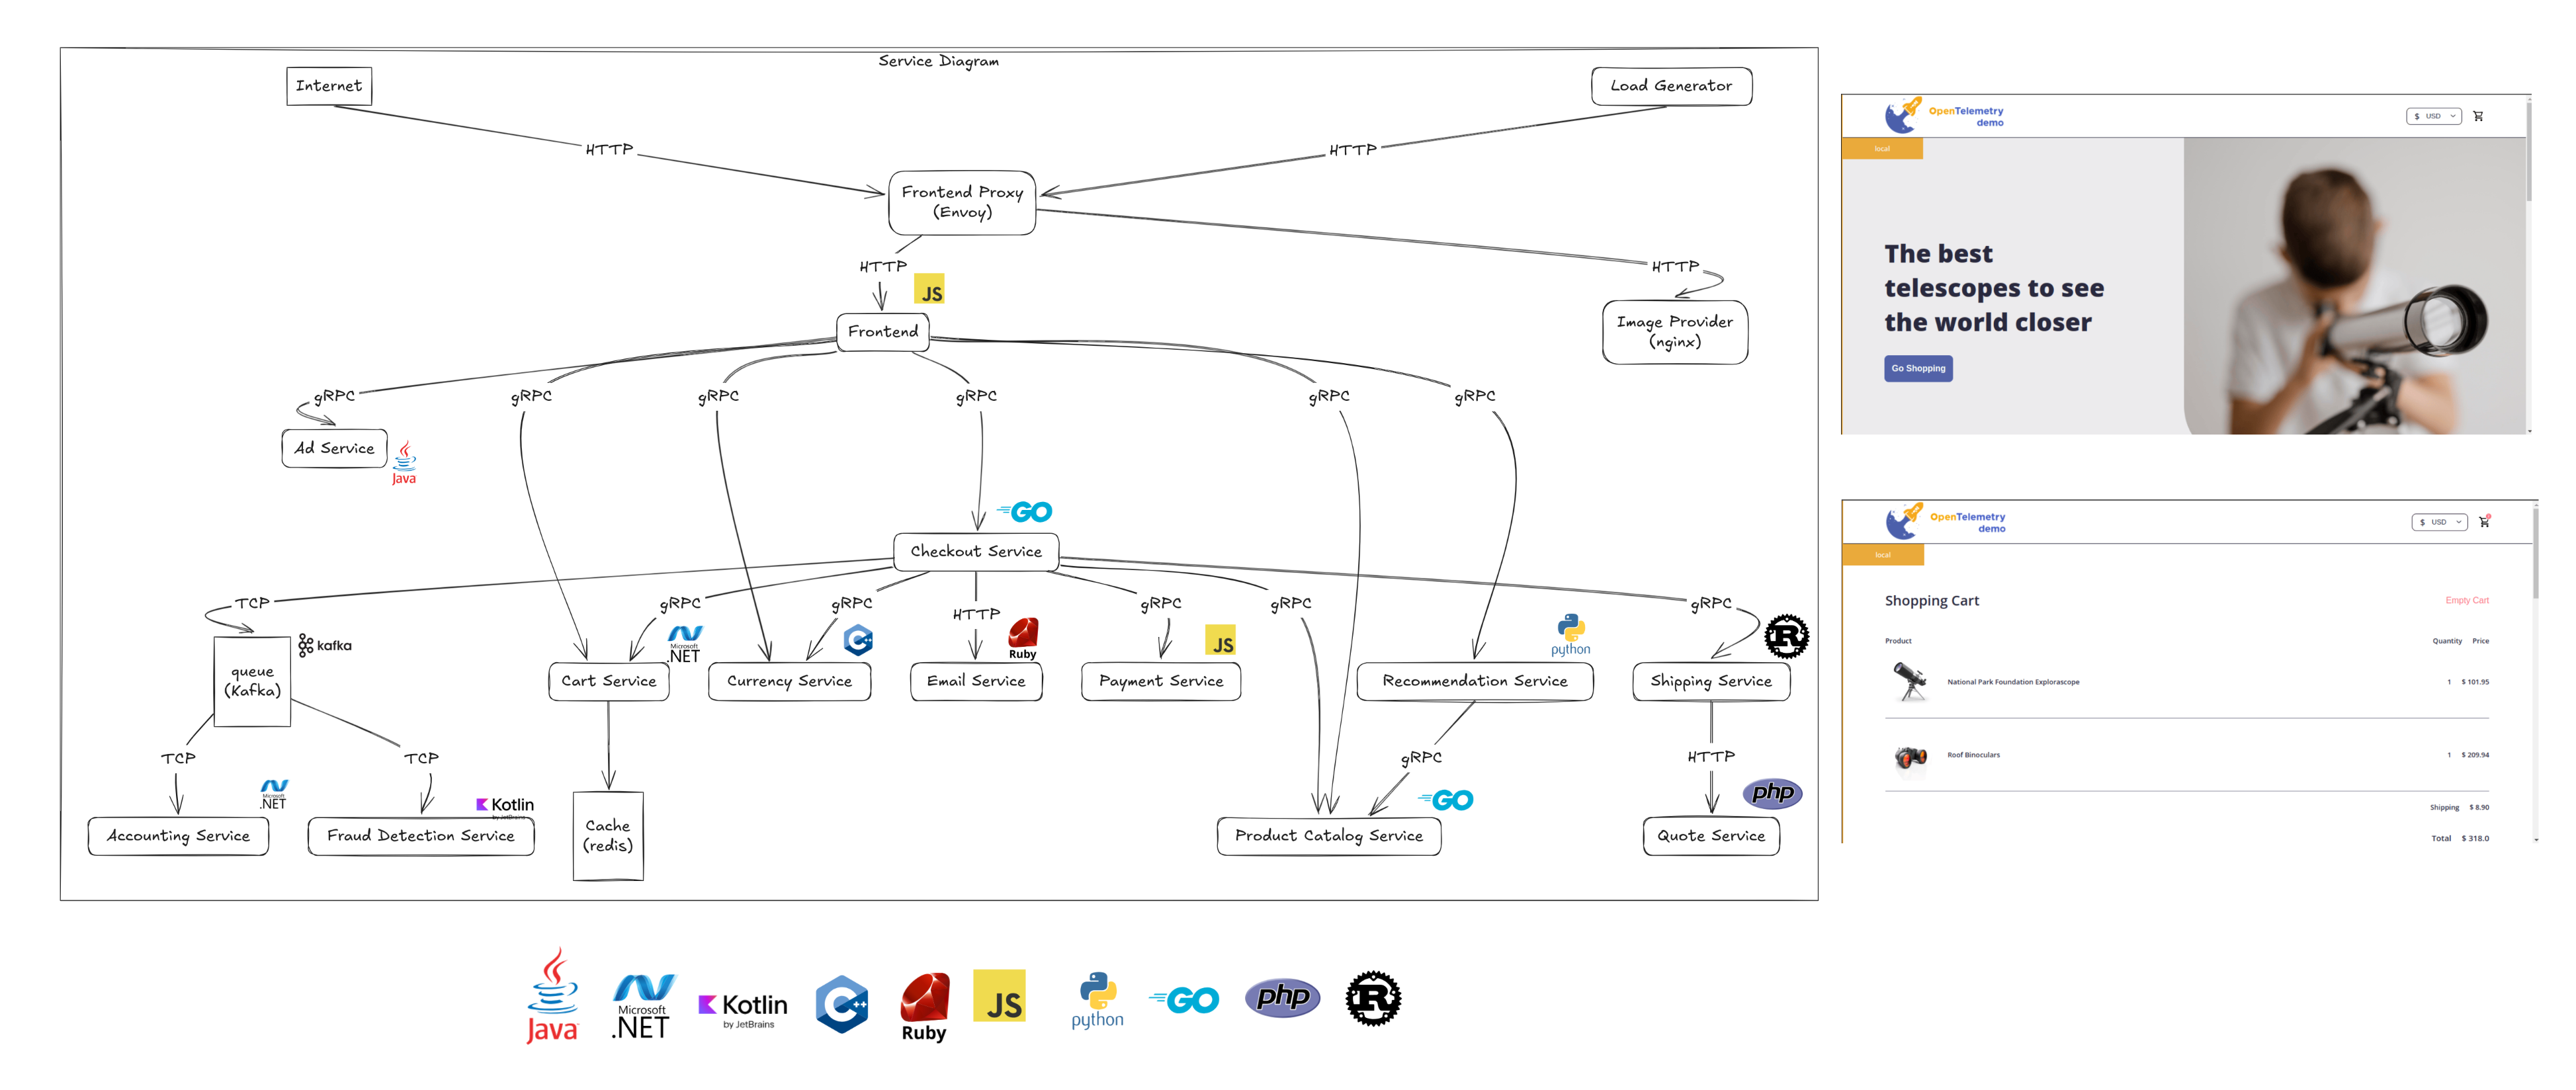 Service Diagram
Internet
Load Generator
HTTP
HTTP
Frontend Proxy
(Envoy)
HTTP
HTTP
JS
Frontend
Image Provider
(nginx)
gRPC
gRPC
gRPC
gRPC
gRPC
gRPC
Ad Service
Java
GO
Checkout Service
TCP
gRPC
gRPC
HTTP
gRPC
gRPC
gRPC
kafka
Microsoft
.NET
C++
Ruby
JS
python
R
queue
(Kafka)
Cart Service
Currency Service
Email Service
Payment Service
Recommendation Service
Shipping Service
TCP
TCP
gRPC
HTTP
Microsoft
.NET
Kotlin
by JetBrains
GO
php
Accounting Service
Fraud Detection Service
Cache
(redis)
Product Catalog Service
Quote Service
Java
Microsoft
.NET
Kotlin
by JetBrains
C++
Ruby
JS
python
GO
php
R
OpenTelemetry
demo
$ USD
local
The best
telescopes to see
the world closer
Go Shopping
OpenTelemetry
demo
$ USD
local
Shopping Cart
Empty Cart
Product Quantity Price
National Park Foundation Explorascope 1 $ 101.95
Roof Binoculars 1 $ 209.94
Shipping $ 8.90
Total $ 318.0